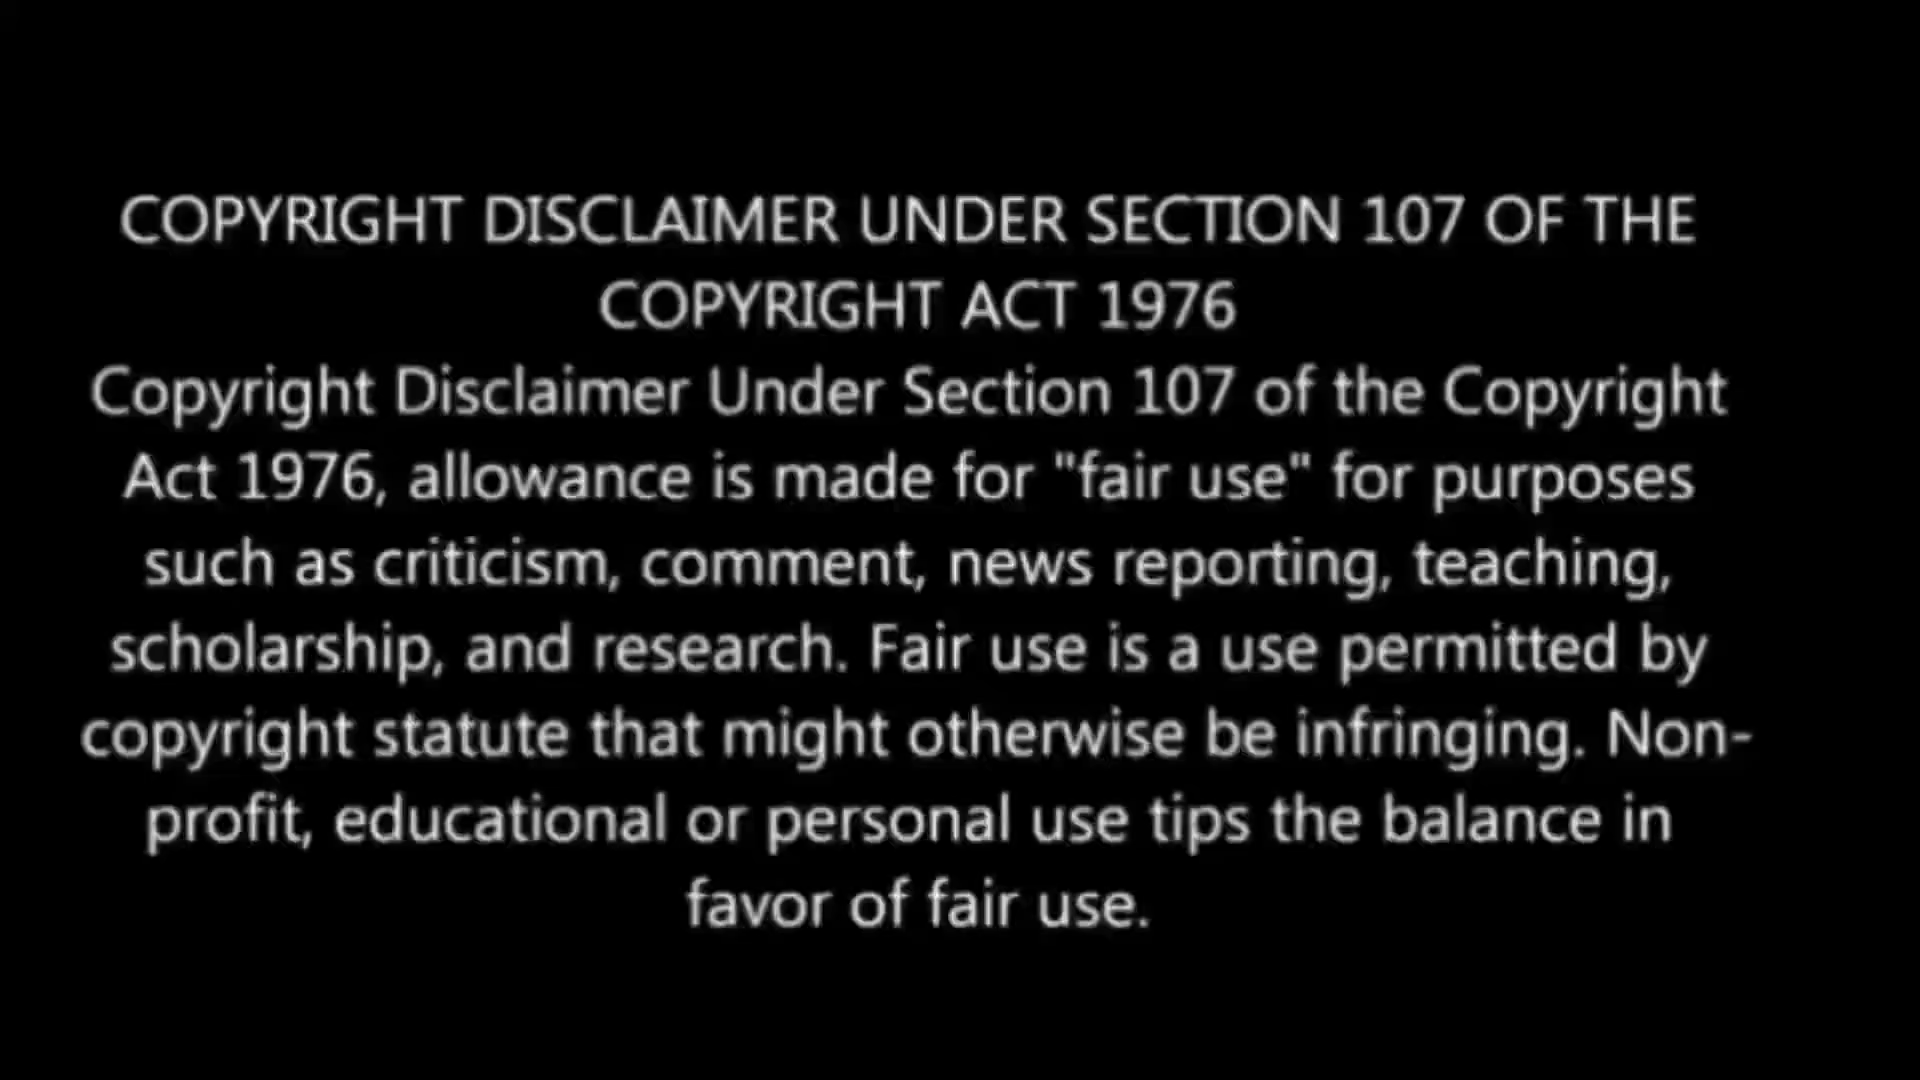 COPYRIGHT DISCLAIMER UNDER SECTION 107 OF THE
COPYRIGHT ACT 1976
Copyright Disclaimer Under Section 107 of the Copyright
Act 1976, allowance is made for "fair use" for purposes
such as criticism, comment, news reporting, teaching,
scholarship, and research. Fair use is a use permitted by
copyright statute that might otherwise be infringing. Non-
profit, educational or personal use tips the balance in
favor of fair use.